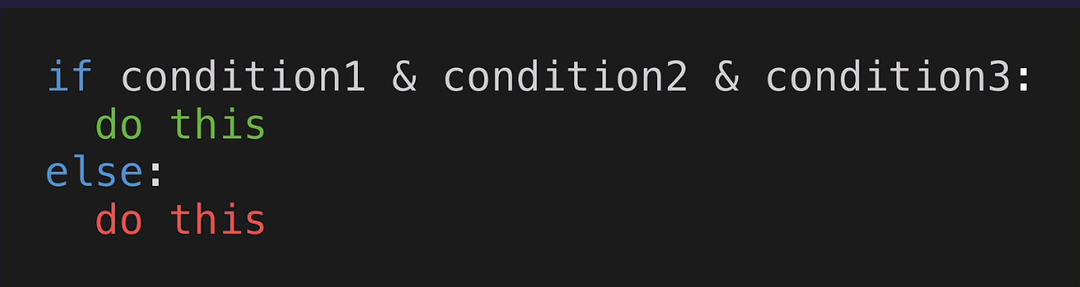 if condition1 & condition2 & condition3:
  do this
else:
  do this